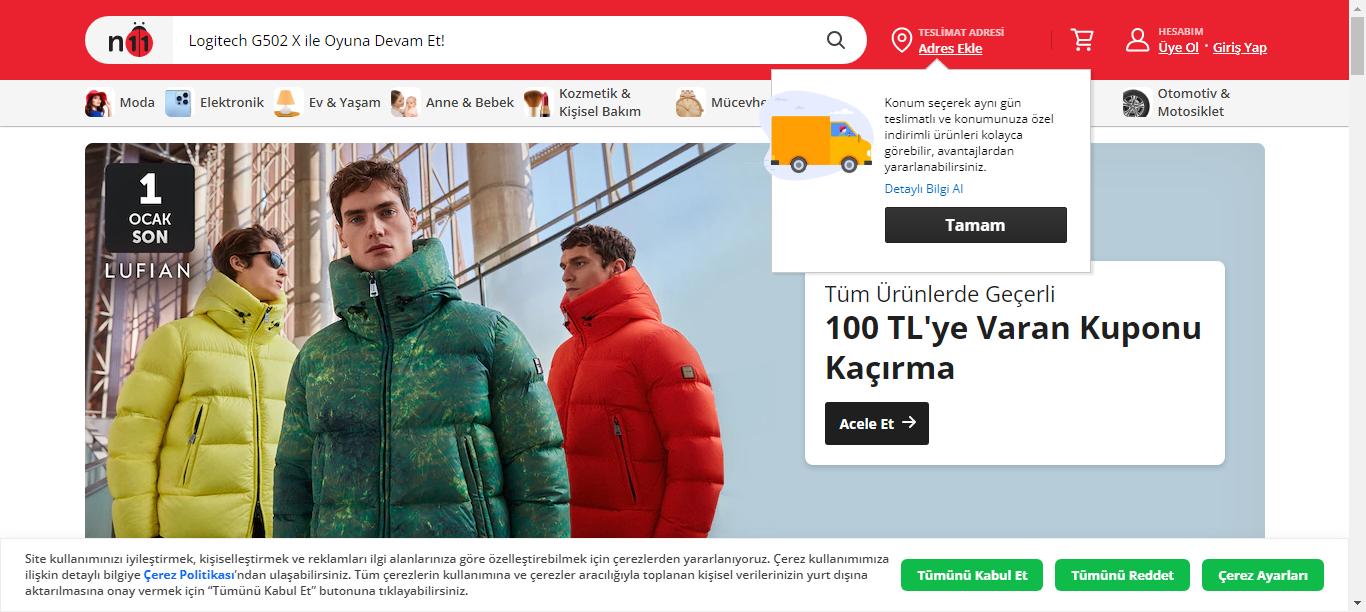 n11
Logitech G502 X ile Oyuna Devam Et!
TESLİMAT ADRESİ
Adres Ekle
HESABIM
Üye Ol · Giriş Yap
Moda
Elektronik
Ev & Yaşam
Anne & Bebek
Kozmetik &
Kişisel Bakım
Mücevhe
Otomotiv &
Motosiklet
Konum seçerek aynı gün
teslimatlı ve konumunuza özel
indirimli ürünleri kolayca
görebilir, avantajlardan
yararlanabilirsiniz.
Detaylı Bilgi Al
Tamam
1
OCAK
SON
LUFIAN
Tüm Ürünlerde Geçerli
100 TL'ye Varan Kuponu
Kaçırma
Acele Et →
Site kullanımınızı iyileştirmek, kişiselleştirmek ve reklamları ilgi alanlarınıza göre özelleştirebilmek için çerezlerden yararlanıyoruz. Çerez kullanımımıza
ilişkin detaylı bilgiye Çerez Politikası’ndan ulaşabilirsiniz. Tüm çerezlerin kullanımına ve çerezler aracılığıyla toplanan kişisel verilerinizin yurt dışına
aktarılmasına onay vermek için “Tümünü Kabul Et” butonuna tıklayabilirsiniz.
Tümünü Kabul Et
Tümünü Reddet
Çerez Ayarları